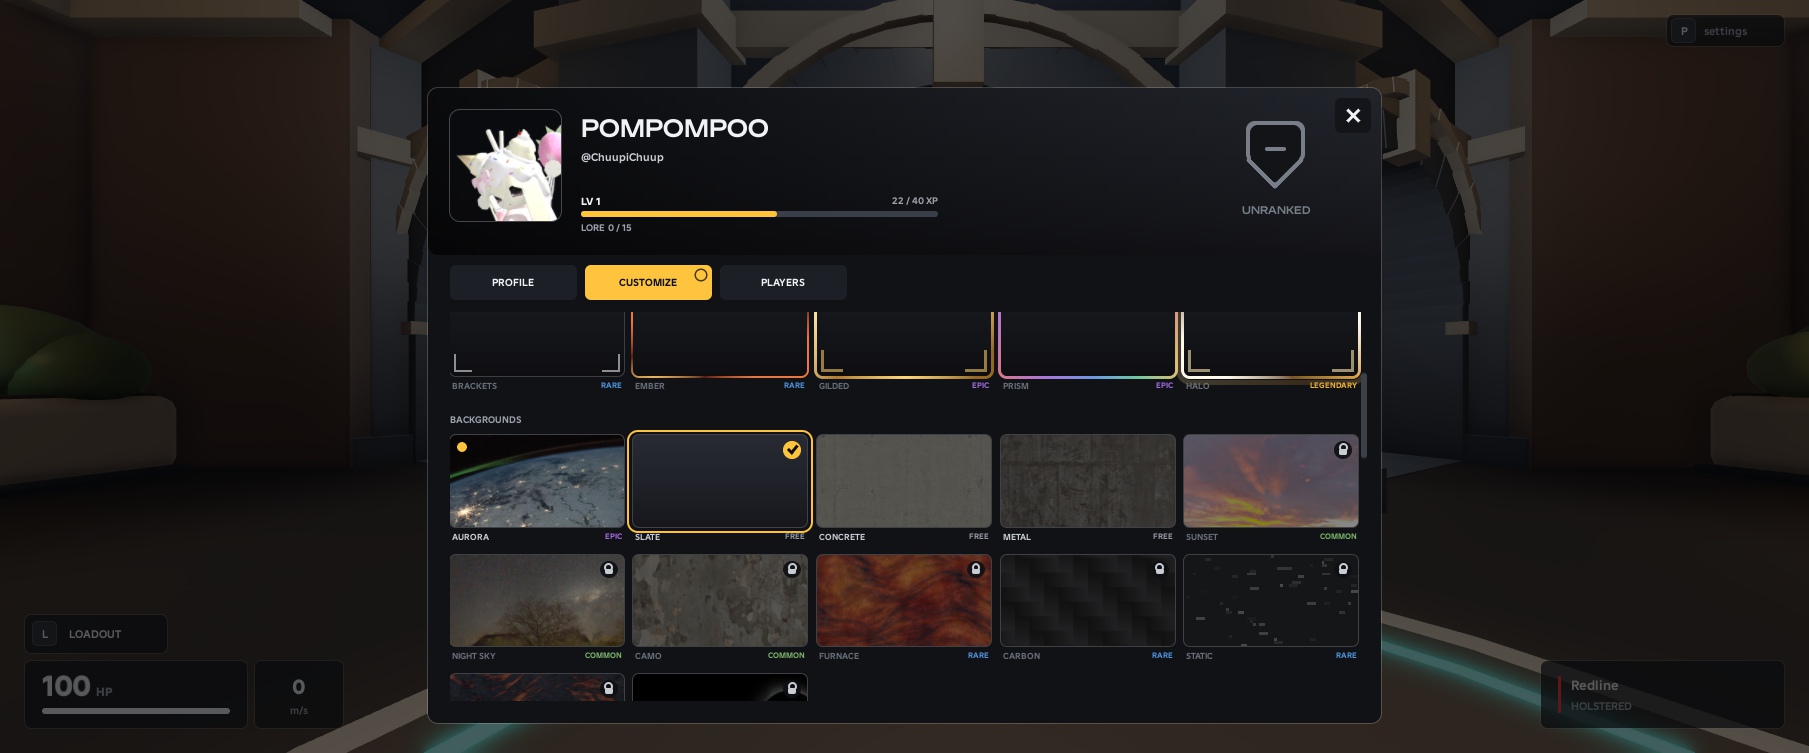 P settings
POMPOMPOO
@ChuupiChuup
LV 1 22 / 40 XP
LORE 0 / 15
UNRANKED
PROFILE CUSTOMIZE PLAYERS
BRACKETS RARE EMBER RARE GILDED EPIC PRISM EPIC HALO LEGENDARY
BACKGROUNDS
AURORA EPIC SLATE FREE CONCRETE FREE METAL FREE SUNSET COMMON
NIGHT SKY COMMON CAMO COMMON FURNACE RARE CARBON RARE STATIC RARE
L LOADOUT
100 HP
0
m/s
Redline
HOLSTERED